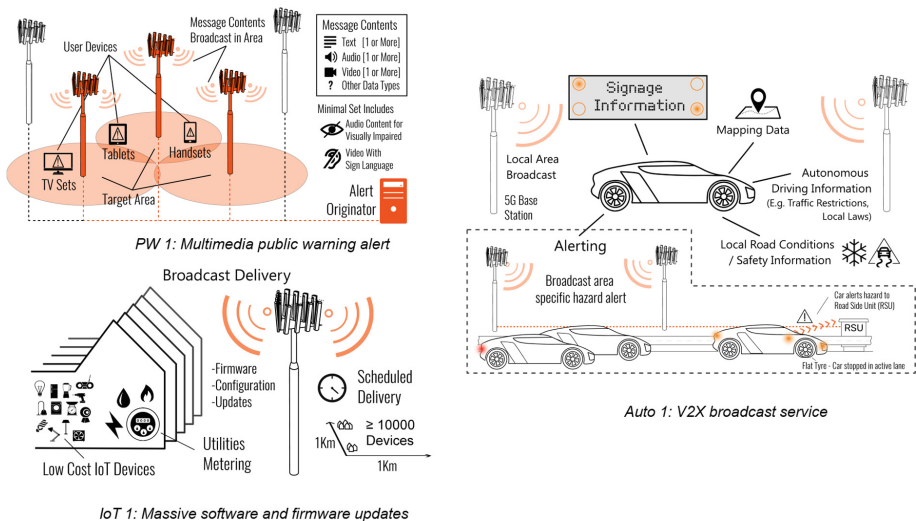 Message Contents
Broadcast in Area
User Devices
Message Contents
Text [1 or More]
Audio [1 or More]
Video [1 or More]
? Other Data Types
Minimal Set Includes
Audio Content for
Visually Impaired
Video With
Sign Language
TV Sets
Tablets
Handsets
Target Area
Alert
Originator
PW 1: Multimedia public warning alert
Broadcast Delivery
-Firmware
-Configuration
-Updates
Scheduled
Delivery
≥ 10000
Devices
1Km
1Km
Utilities
Metering
Low Cost IoT Devices
IoT 1: Massive software and firmware updates
Signage
Information
Mapping Data
Local Area
Broadcast
5G Base
Station
Autonomous
Driving Information
(E.g. Traffic Restrictions,
Local Laws)
Local Road Conditions
/ Safety Information
Alerting
Broadcast area
specific hazard alert
Car alerts hazard to
Road Side Unit (RSU)
RSU
Flat Tyre - Car stopped in active lane
Auto 1: V2X broadcast service